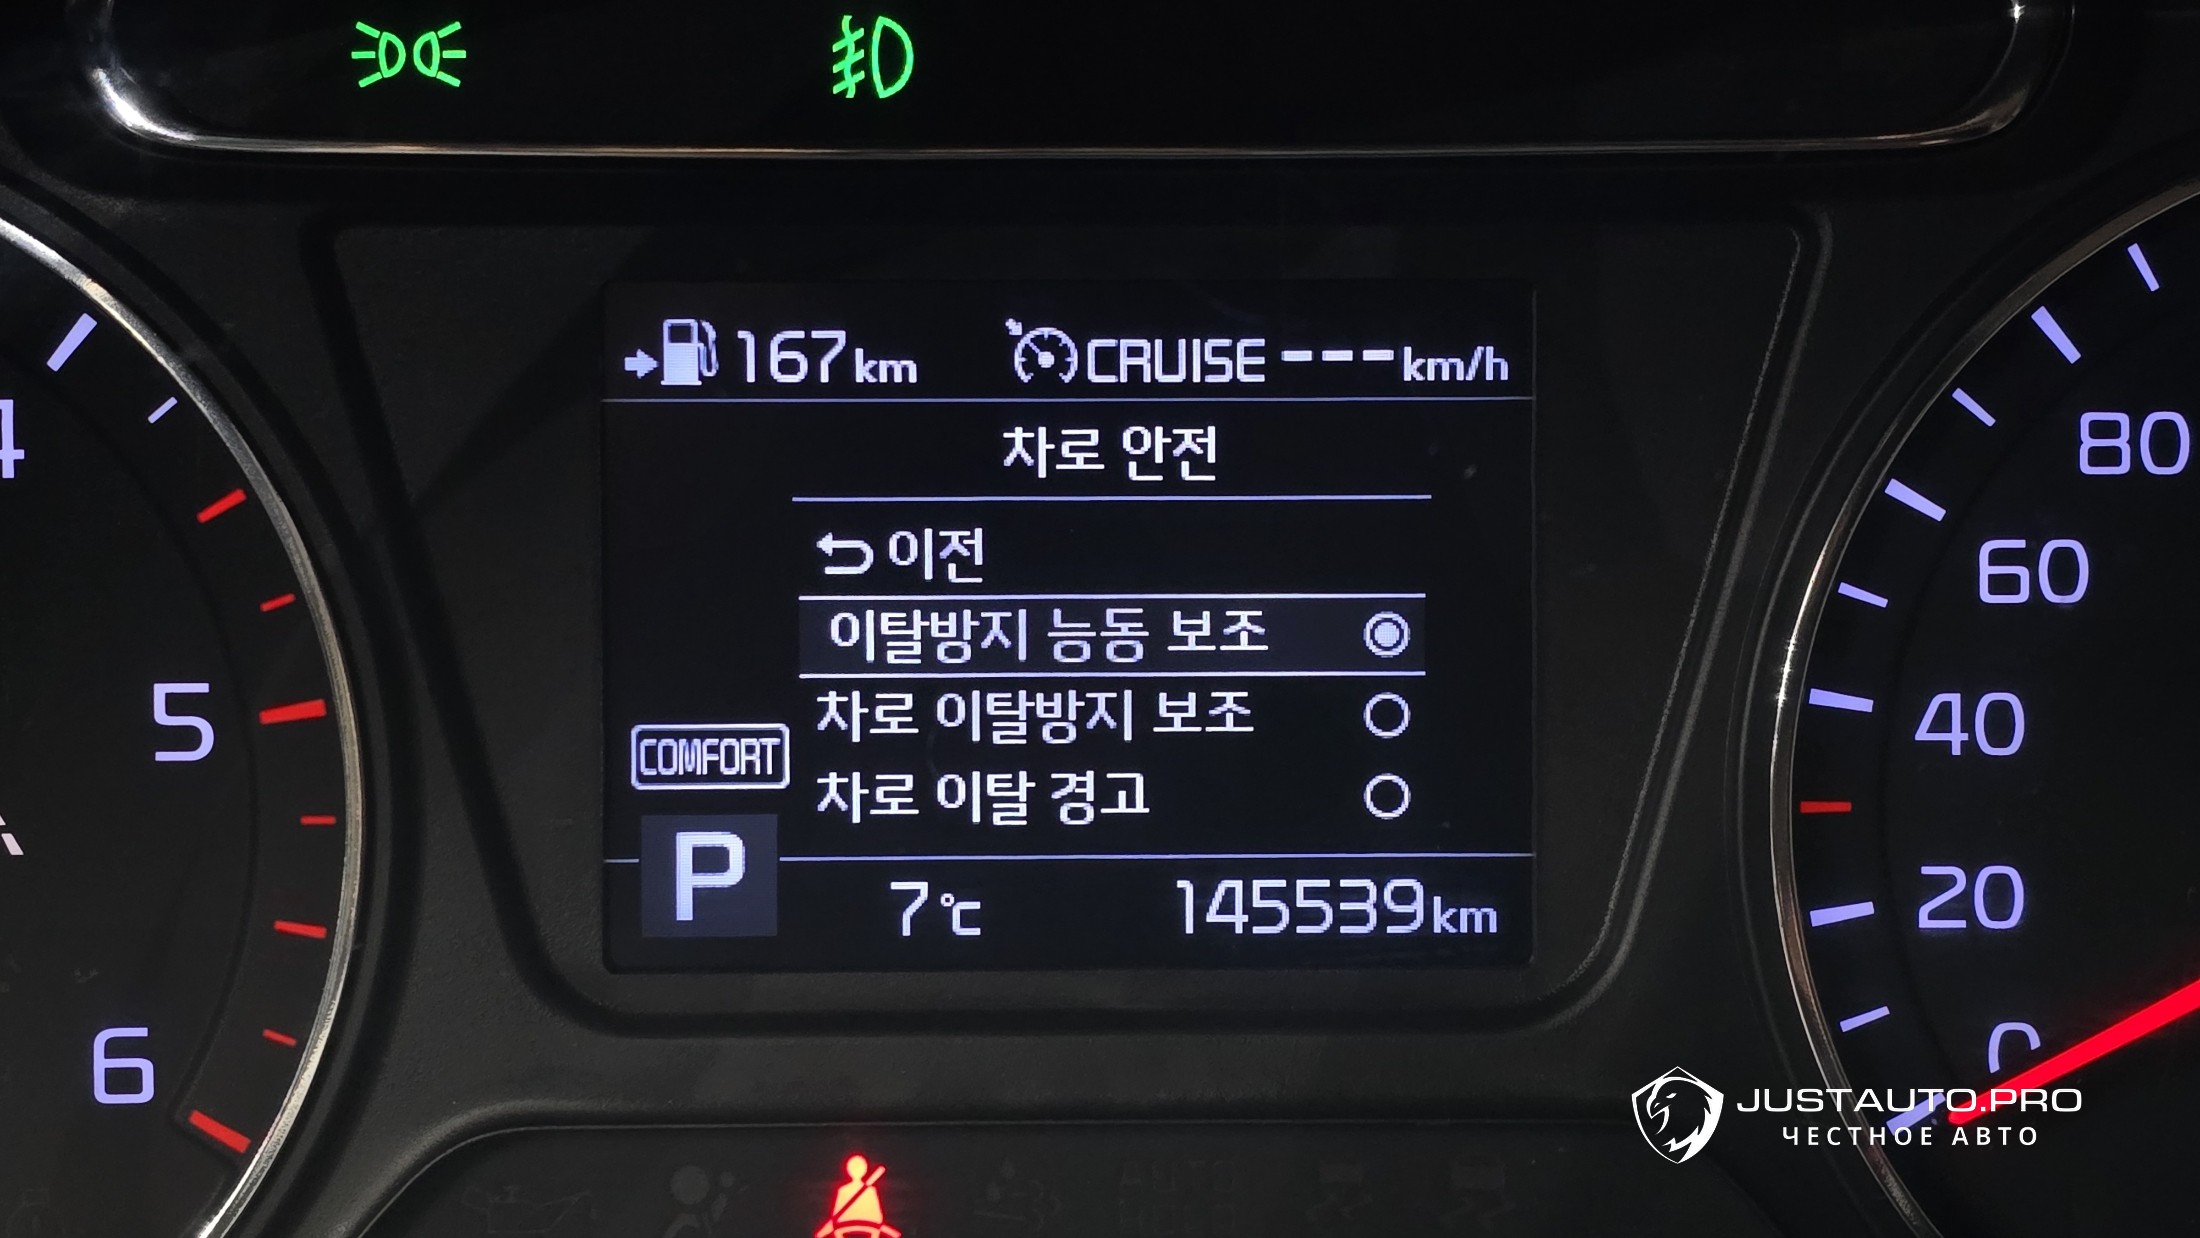 167km CRUISE ---km/h
차로 안전
이전
이탈방지 능동 보조
차로 이탈방지 보조
차로 이탈 경고
COMFORT
P
7℃ 145539km
4
5
6
80
60
40
20
0
JUSTAUTO.PRO
ЧЕСТНОЕ АВТО